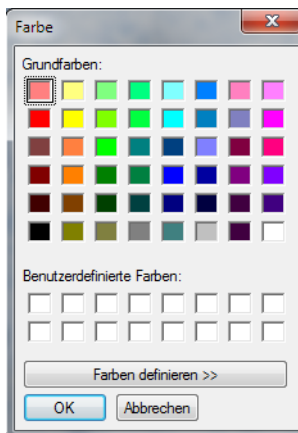 Farbe
Grundfarben:
Benutzerdefinierte Farben:
Farben definieren >>
OK
Abbrechen